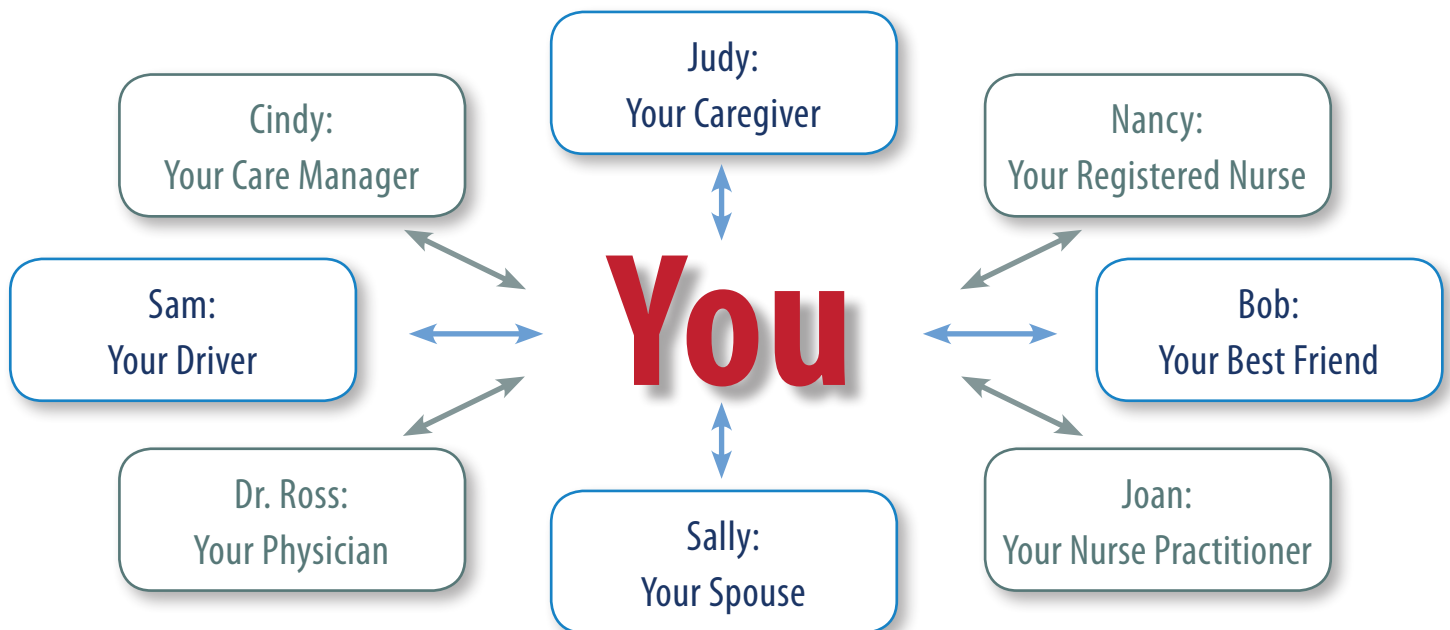 Judy:
Your Caregiver
Cindy:
Your Care Manager
Nancy:
Your Registered Nurse
Sam:
Your Driver
You
Bob:
Your Best Friend
Dr. Ross:
Your Physician
Sally:
Your Spouse
Joan:
Your Nurse Practitioner